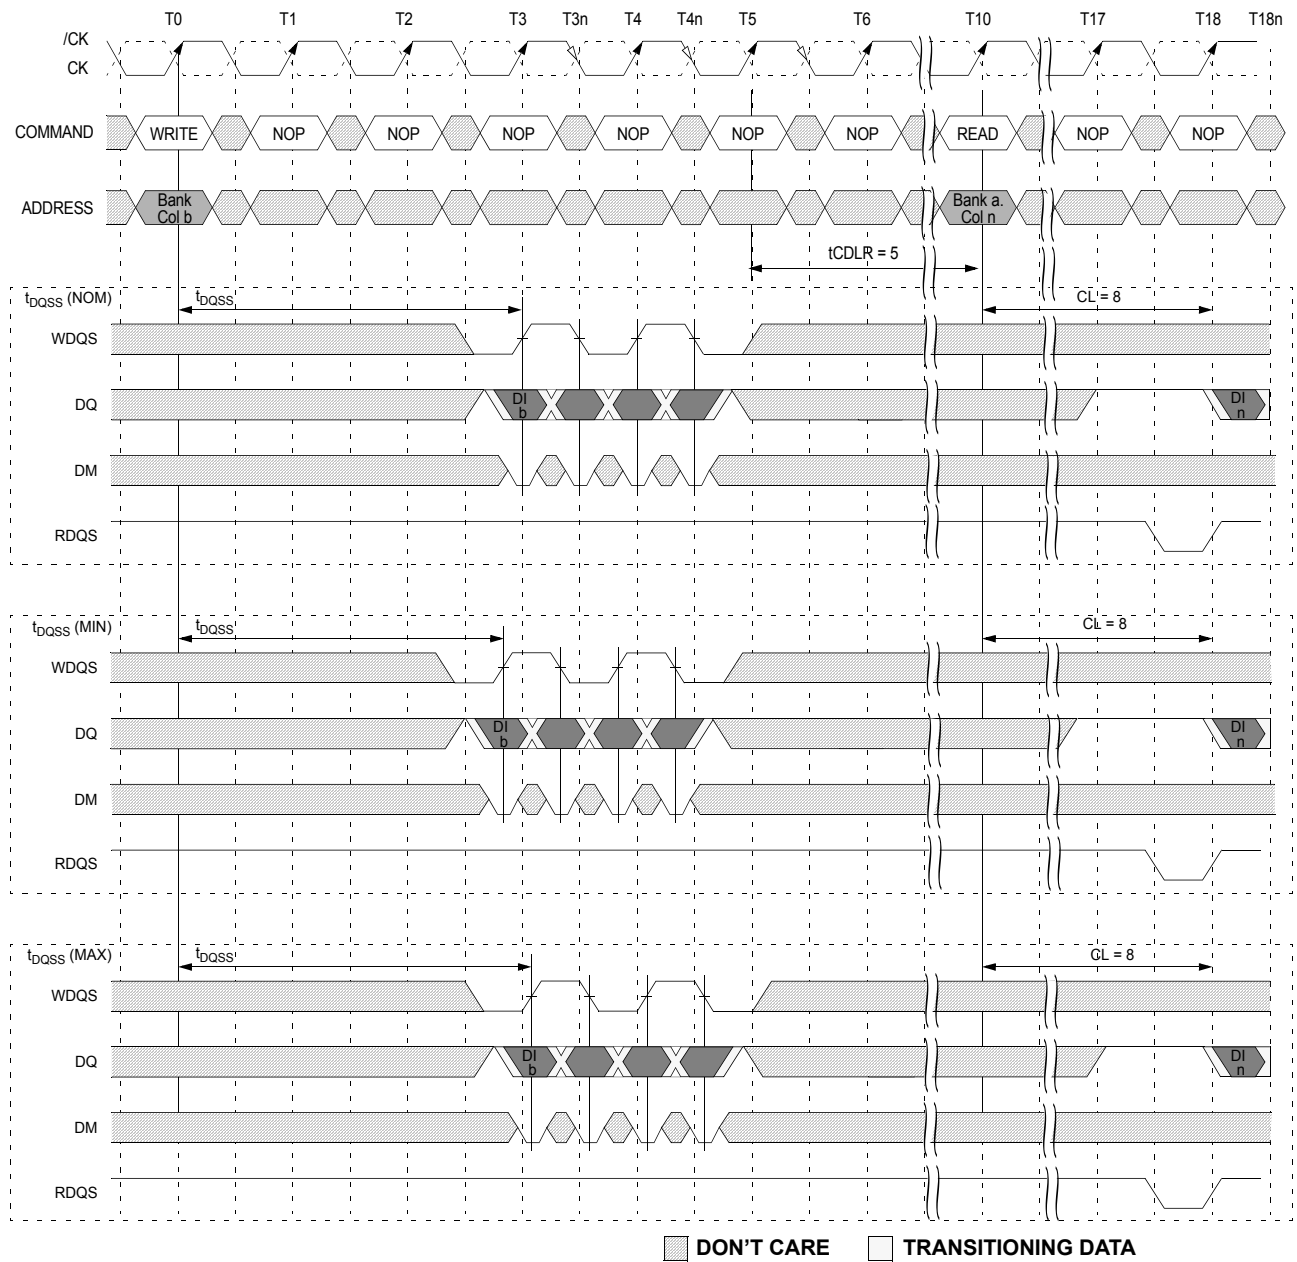 T0 T1 T2 T3 T3n T4 T4n T5 T6 T10 T17 T18 T18n
/CK
CK
COMMAND WRITE NOP NOP NOP NOP NOP NOP READ NOP NOP
ADDRESS Bank Col b Bank a. Col n
tCDLR = 5
tDQSS (NOM) tDQSS CL = 8
WDQS
DQ DI b DI n
DM
RDQS
tDQSS (MIN) tDQSS CL = 8
WDQS
DQ DI b DI n
DM
RDQS
tDQSS (MAX) tDQSS CL = 8
WDQS
DQ DI b DI n
DM
RDQS
DON'T CARE TRANSITIONING DATA